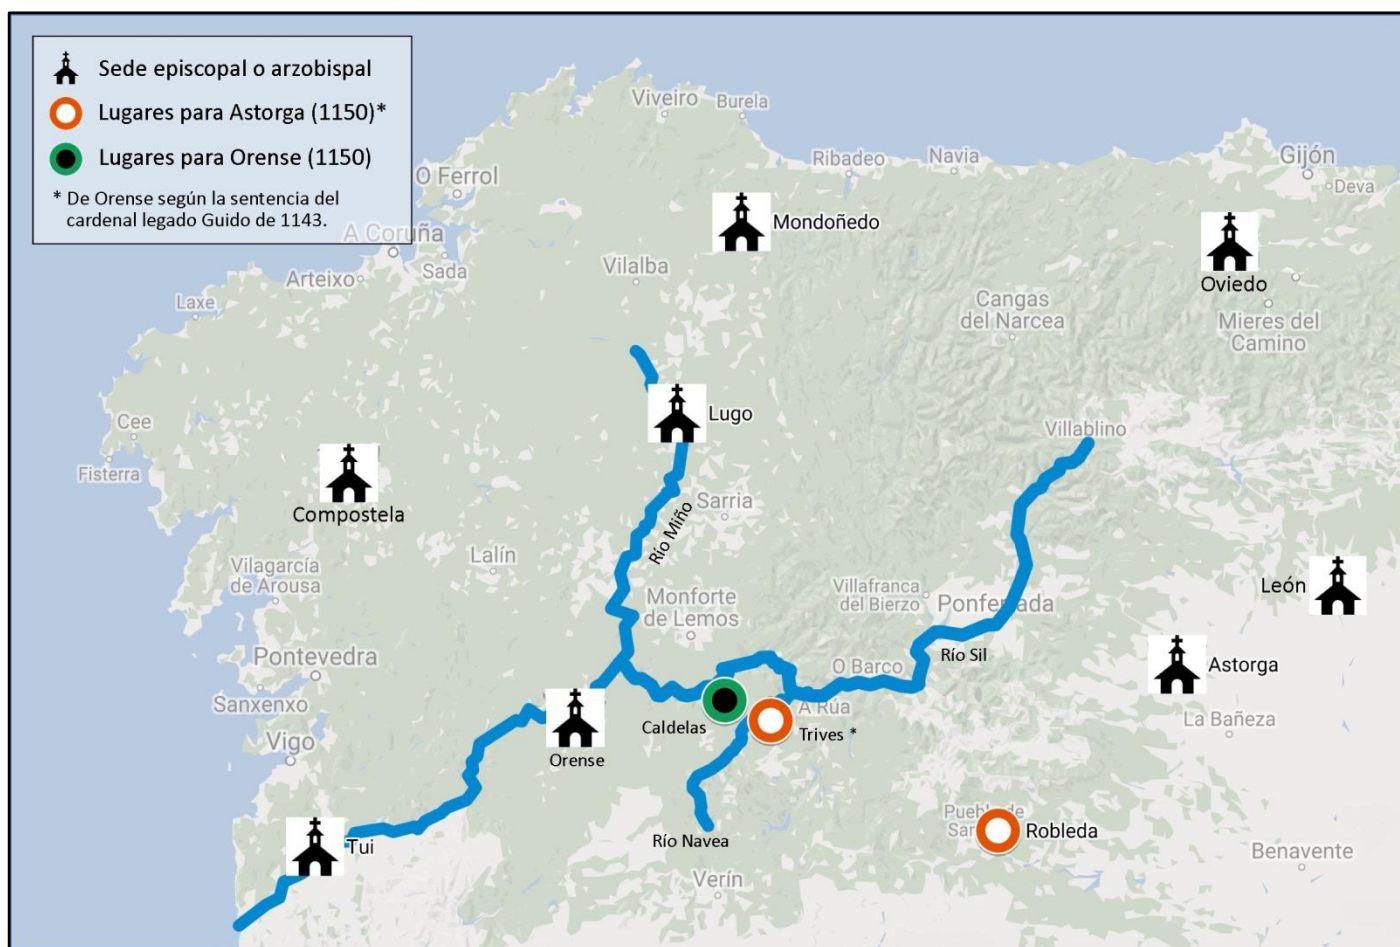 Sede episcopal o arzobispal
Lugares para Astorga (1150)*
Lugares para Orense (1150)
* De Orense según la sentencia del
cardenal legado Guido de 1143.
Viveiro
Burela
Ribadeo
Navia
Gijón
Deva
O Ferrol
A Coruña
Sada
Arteixo
Laxe
Vilalba
Mondoñedo
Oviedo
Cangas
del Narcea
Mieres del
Camino
Cee
Fisterra
Lugo
Villablino
Compostela
Sarria
Río Miño
Lalín
Vilagarcía
de Arousa
Monforte
de Lemos
Villafranca
del Bierzo
Ponferrada
León
Río Sil
Astorga
Pontevedra
O Barco
Sanxenxo
A Rúa
La Bañeza
Caldelas
Trives *
Vigo
Orense
Tui
Río Navea
Robleda
Benavente
Verín